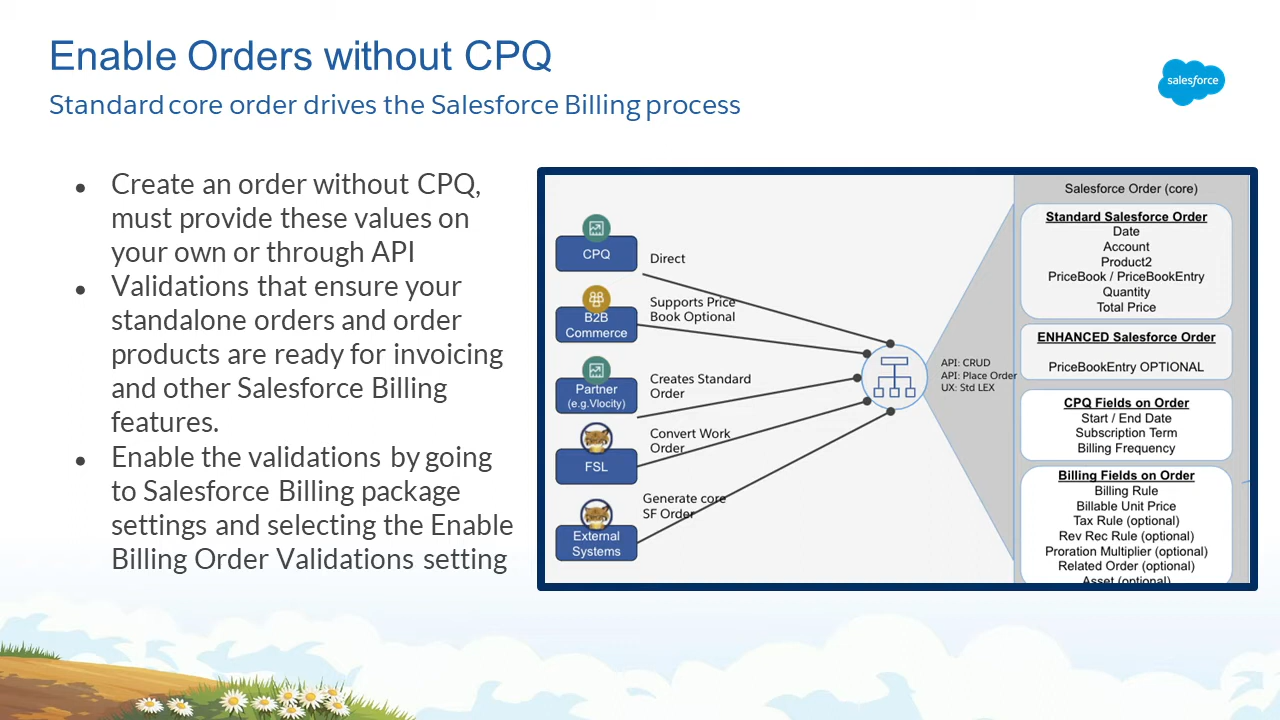 Enable Orders without CPQ
Standard core order drives the Salesforce Billing process
salesforce
● Create an order without CPQ,
must provide these values on
your own or through API
● Validations that ensure your
standalone orders and order
products are ready for invoicing
and other Salesforce Billing
features.
● Enable the validations by going
to Salesforce Billing package
settings and selecting the Enable
Billing Order Validations setting
CPQ
Direct
B2B
Commerce
Supports Price
Book Optional
Partner
(e.g.Vlocity)
Creates Standard
Order
FSL
Convert Work
Order
External
Systems
Generate core
SF Order
API: CRUD
API: Place Order
UX: Std LEX
Salesforce Order (core)
Standard Salesforce Order
Date
Account
Product2
PriceBook / PriceBookEntry
Quantity
Total Price
ENHANCED Salesforce Order
PriceBookEntry OPTIONAL
CPQ Fields on Order
Start / End Date
Subscription Term
Billing Frequency
Billing Fields on Order
Billing Rule
Billable Unit Price
Tax Rule (optional)
Rev Rec Rule (optional)
Proration Multiplier (optional)
Related Order (optional)
Asset (optional)